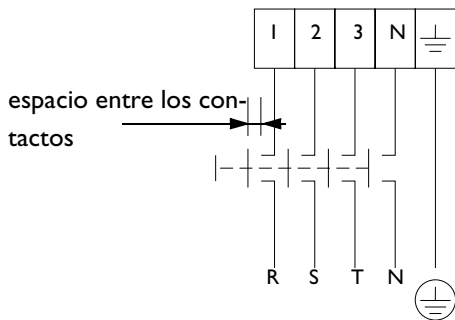 1 2 3 N
espacio entre los con-
tactos
R S T N